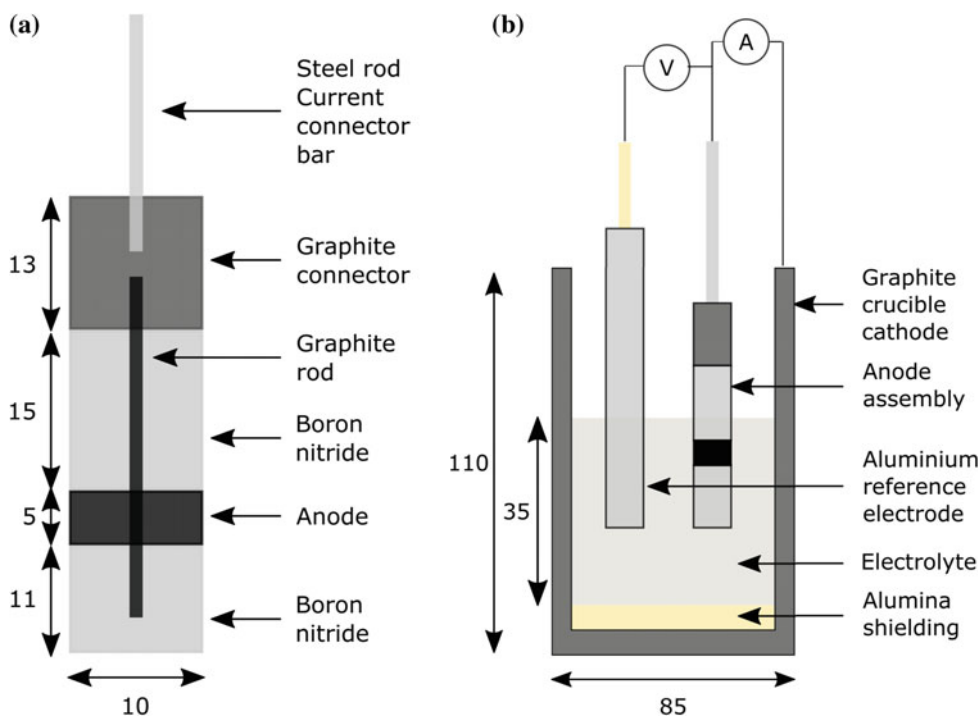 (a)
Steel rod
Current
connector
bar
13
Graphite
connector
Graphite
rod
15
Boron
nitride
5
Anode
11
Boron
nitride
10
(b)
V
A
Graphite
crucible
cathode
Anode
assembly
110
35
Aluminium
reference
electrode
Electrolyte
Alumina
shielding
85